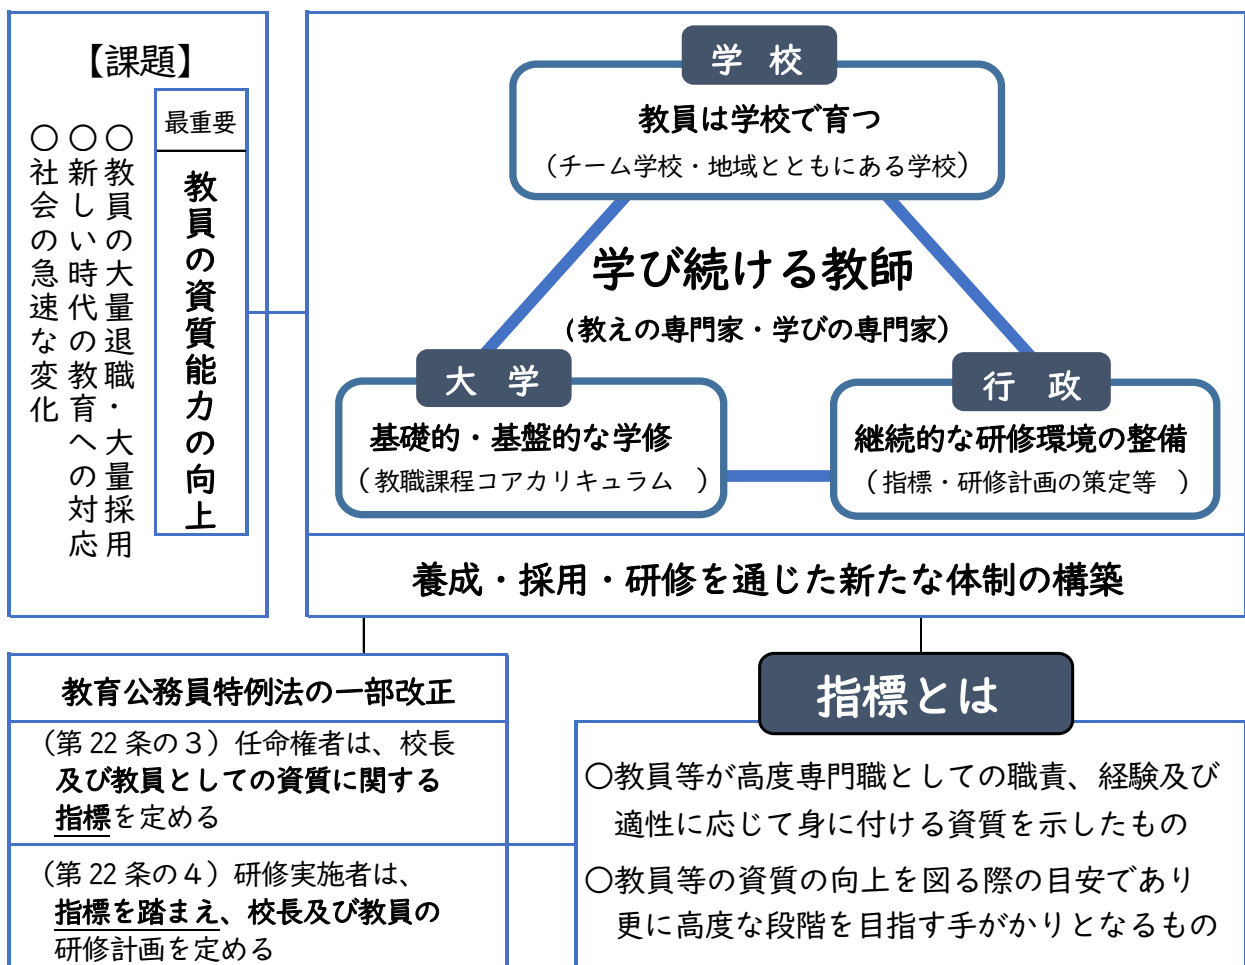 【課題】
最重要
教員の資質能力の向上
○教員の大量退職・大量採用
○新しい時代の教育への対応
○社会の急速な変化
学　校
教員は学校で育つ
（チーム学校・地域とともにある学校）
学び続ける教師
（教えの専門家・学びの専門家）
大　学
基礎的・基盤的な学修
（教職課程コアカリキュラム　）
行　政
継続的な研修環境の整備
（指標・研修計画の策定等　）
養成・採用・研修を通じた新たな体制の構築
教育公務員特例法の一部改正
（第 22 条の３）任命権者は、校長
及び教員としての資質に関する
指標を定める
（第 22 条の４）研修実施者は、
指標を踏まえ、校長及び教員の
研修計画を定める
指標とは
○教員等が高度専門職としての職責、経験及び
適性に応じて身に付ける資質を示したもの
○教員等の資質の向上を図る際の目安であり
更に高度な段階を目指す手がかりとなるもの